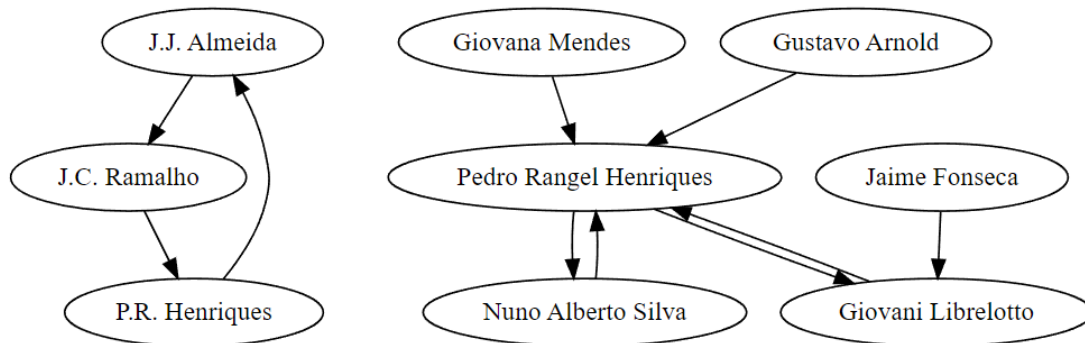 J.J. Almeida
Giovana Mendes
Gustavo Arnold
J.C. Ramalho
Pedro Rangel Henriques
Jaime Fonseca
P.R. Henriques
Nuno Alberto Silva
Giovani Librelotto